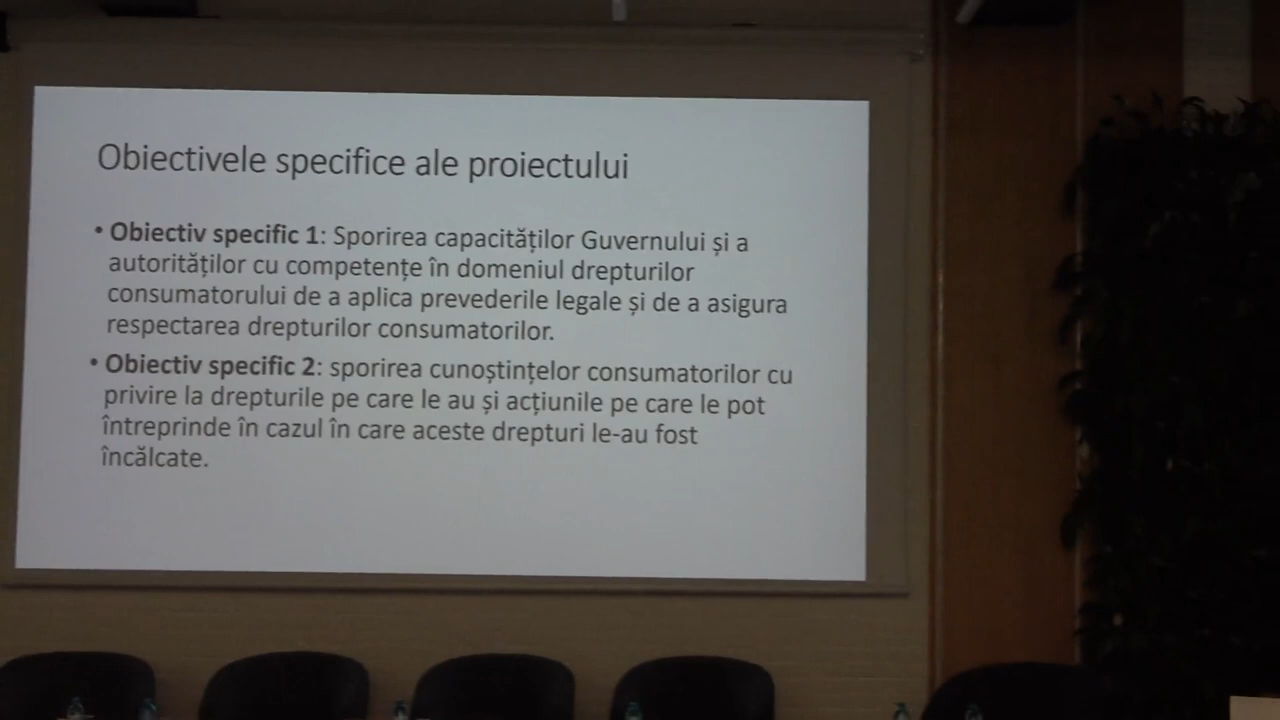 Obiectivele specifice ale proiectului
• Obiectiv specific 1: Sporirea capacităților Guvernului și a
autorităților cu competențe în domeniul drepturilor
consumatorului de a aplica prevederile legale și de a asigura
respectarea drepturilor consumatorilor.
• Obiectiv specific 2: sporirea cunoștințelor consumatorilor cu
privire la drepturile pe care le au și acțiunile pe care le pot
întreprinde în cazul în care aceste drepturi le-au fost
încălcate.